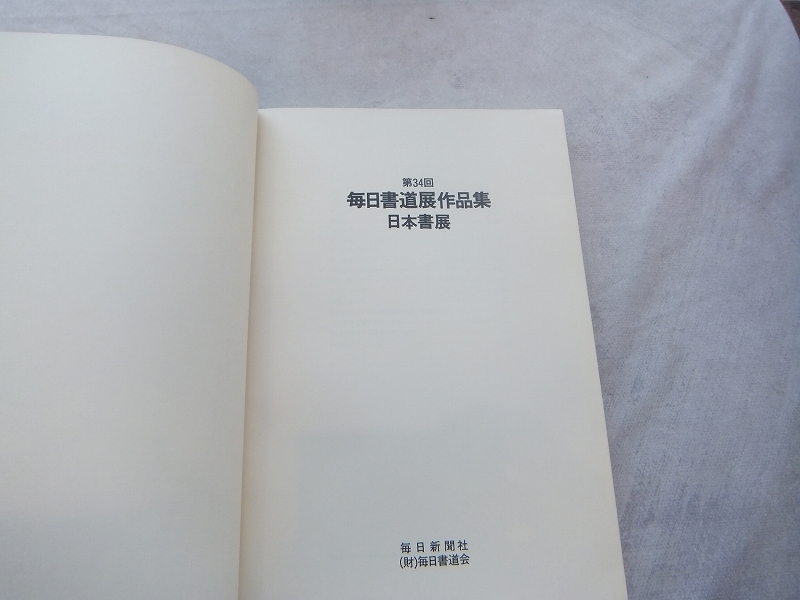 第34回
毎日書道展作品集
日本書展
毎日新聞社
(財)毎日書道会